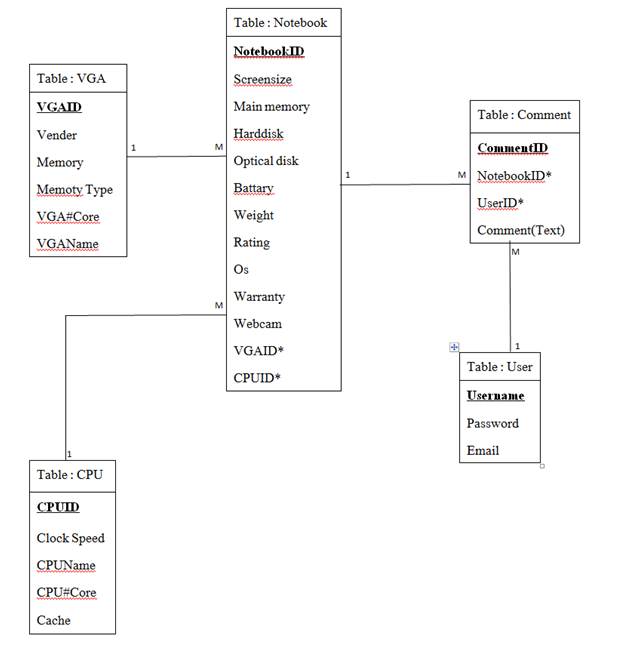 Table : Notebook
NotebookID
Screensize
Main memory
Harddisk
Optical disk
Battary
Weight
Rating
Os
Warranty
Webcam
VGAID*
CPUID*
Table : VGA
VGAID
Vender
Memory
Memoty Type
VGA#Core
VGAName
1
M
1
M
Table : Comment
CommentID
NotebookID*
UserID*
Comment(Text)
M
1
Table : User
Username
Password
Email
M
1
Table : CPU
CPUID
Clock Speed
CPUName
CPU#Core
Cache